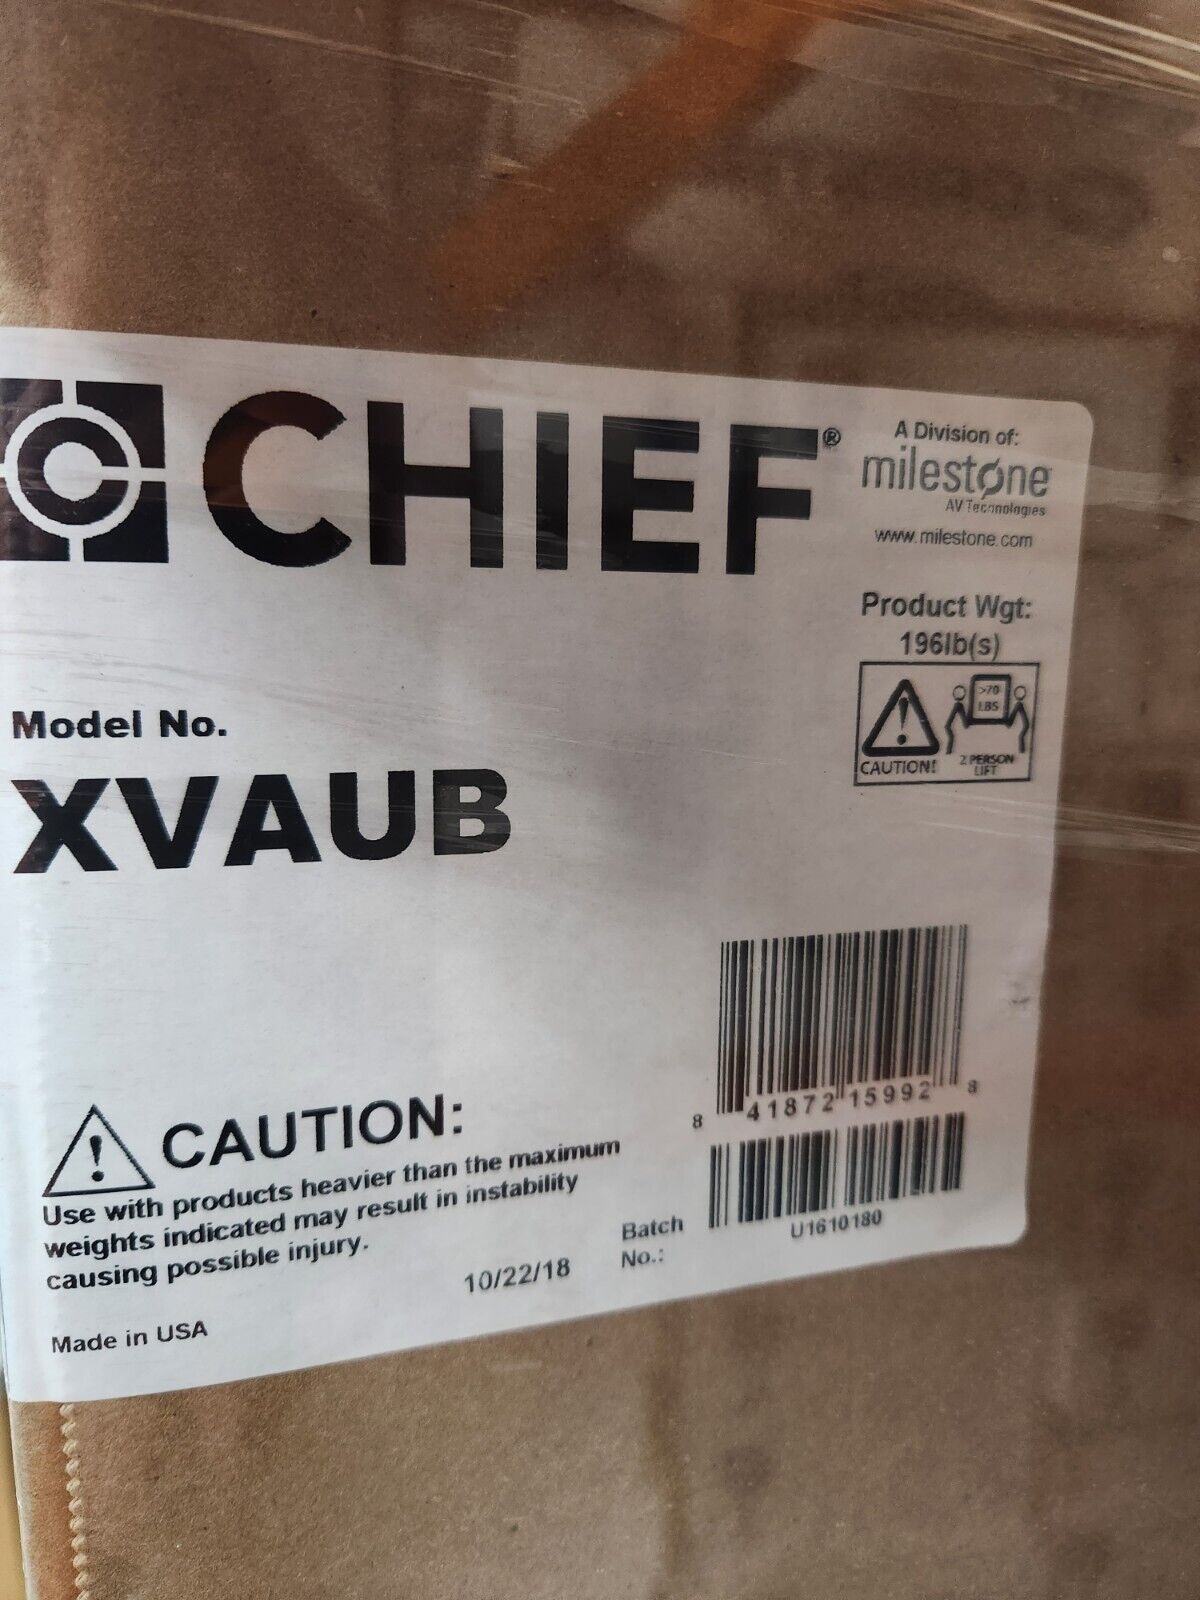 CHIEF®
A Division of:
milestone
AV Technologies
www.milestone.com
Product Wgt:
196lb(s)
>70
LBS
CAUTION!
2 PERSON
LIFT
Model No.
XVAUB
8 41872 15992 8
CAUTION:
Use with products heavier than the maximum
weights indicated may result in instability
causing possible injury.
Batch
No.:
U1610180
10/22/18
Made in USA